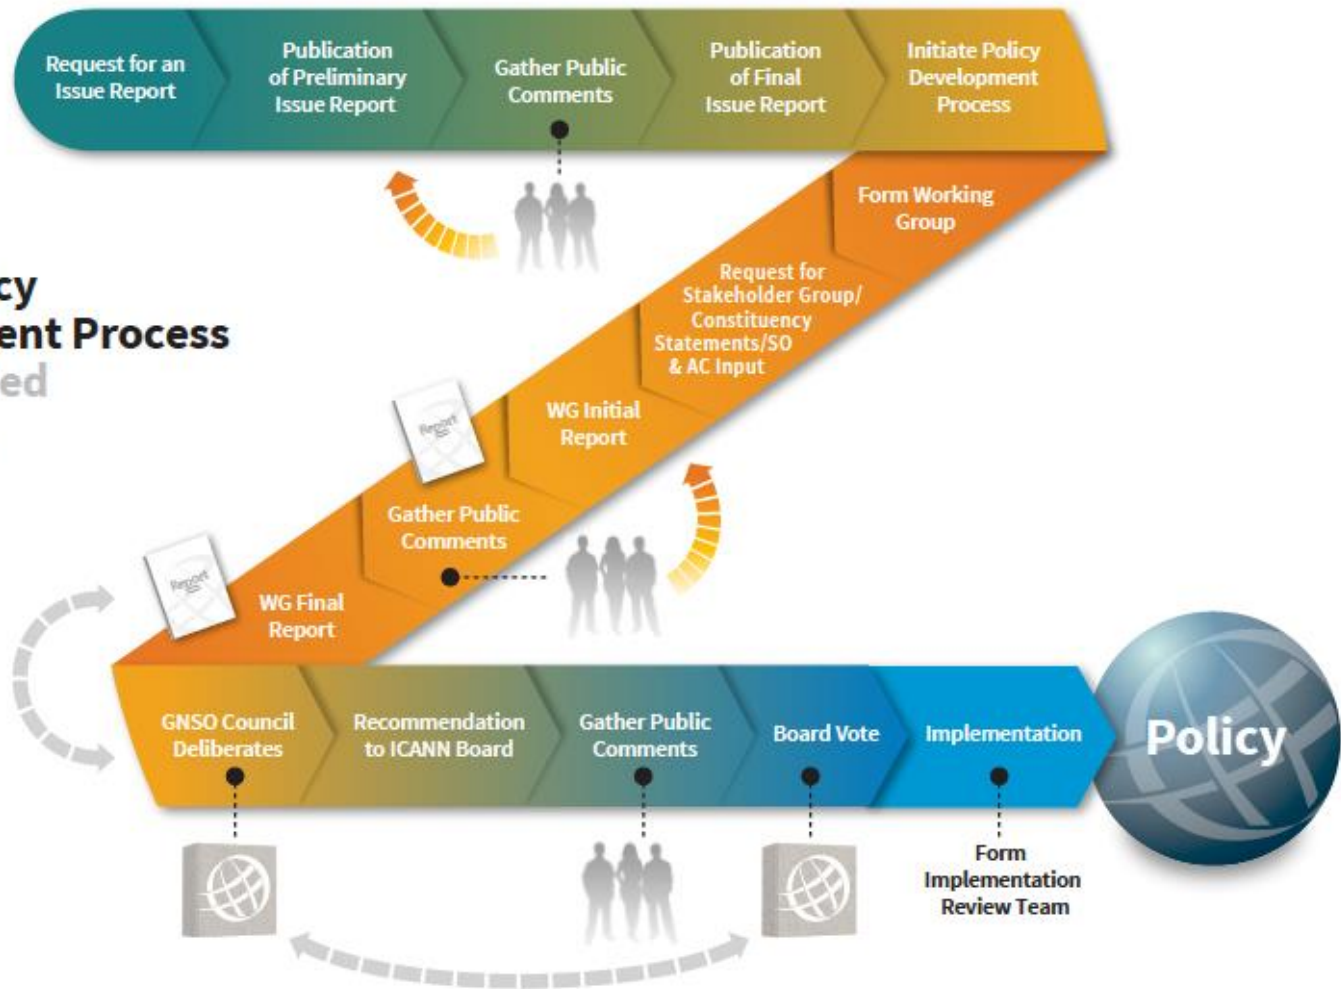 Request for an
Issue Report
Publication
of Preliminary
Issue Report
Gather Public
Comments
Publication
of Final
Issue Report
Initiate Policy
Development
Process
Form Working
Group
Request for
Stakeholder Group/
Constituency
Statements/SO
& AC Input
cy
ent Process
ed
WG Initial
Report
Report
Gather Public
Comments
Report
WG Final
Report
GNSO Council
Deliberates
Recommendation
to ICANN Board
Gather Public
Comments
Board Vote
Implementation
Policy
Form
Implementation
Review Team